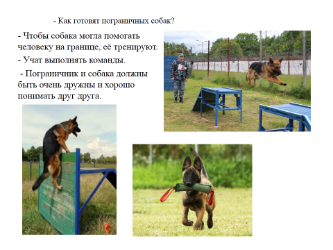 - Как готовят пограничных собак?
- Чтобы собака могла помогать
человеку на границе, её тренируют.
- Учат выполнять команды.
- Пограничник и собака должны
быть очень дружны и хорошо
понимать друг друга.